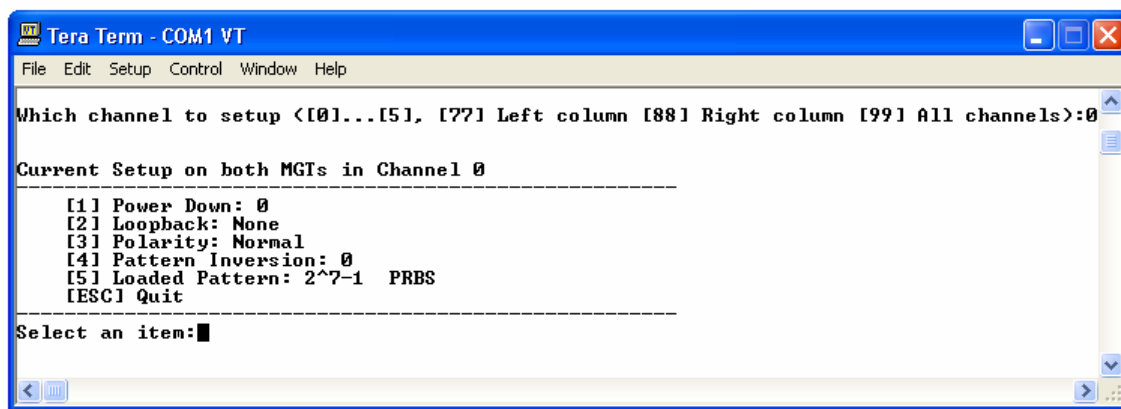 Tera Term - COM1 VT
File Edit Setup Control Window Help
Which channel to setup ([0]...[5], [77] Left column [88] Right column [99] All channels):0
Current Setup on both MGTs in Channel 0
------------------------------------------------------------
[1] Power Down: 0
[2] Loopback: None
[3] Polarity: Normal
[4] Pattern Inversion: 0
[5] Loaded Pattern: 2^7-1 PRBS
[ESC] Quit
------------------------------------------------------------
Select an item: